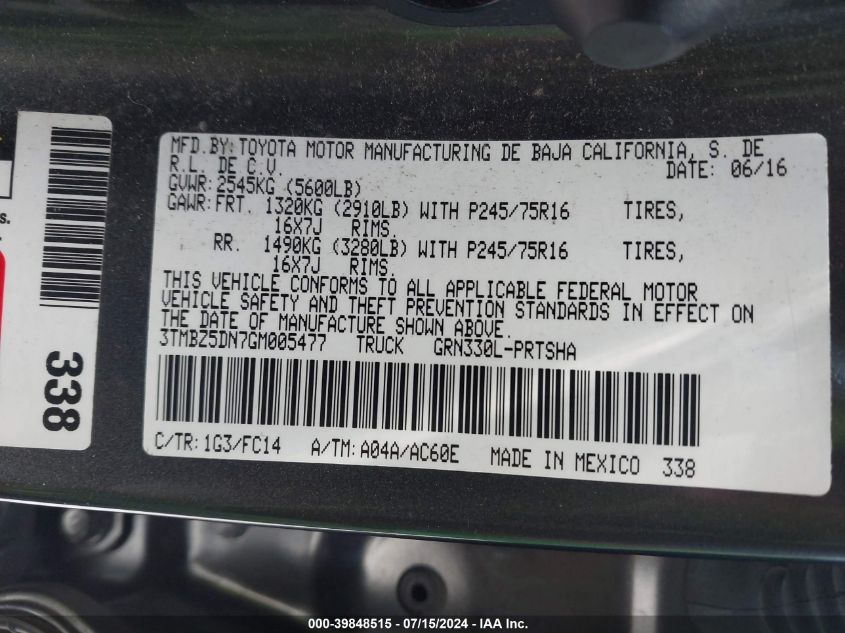 MFD.BY: TOYOTA MOTOR MANUFACTURING DE BAJA CALIFORNIA, S. DE
R.L. DE C.V. DATE: 06/16
GVWR: 2545KG (5600LB)
GAWR: FRT. 1320KG (2910LB) WITH P245/75R16 TIRES,
16X7J RIMS.
RR. 1490KG (3280LB) WITH P245/75R16 TIRES,
16X7J RIMS.
THIS VEHICLE CONFORMS TO ALL APPLICABLE FEDERAL MOTOR
VEHICLE SAFETY AND THEFT PREVENTION STANDARDS IN EFFECT ON
THE DATE OF MANUFACTURE SHOWN ABOVE.
3TMBZ5DN7GM005477 TRUCK GRN330L-PRTSHA
C/TR: 1G3/FC14 A/TM: A04A/AC60E MADE IN MEXICO 338
338
s.
000-39848515 - 07/15/2024 - IAA Inc.